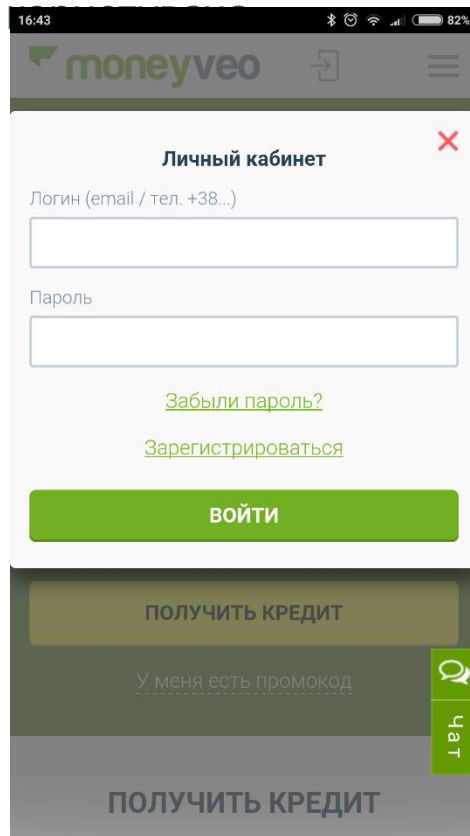 16:43
82%
moneyveo
Личный кабинет
Логин (email / тел. +38...)
Пароль
Забыли пароль?
Зарегистрироваться
ВОЙТИ
ПОЛУЧИТЬ КРЕДИТ
У меня есть промокод
Чат
ПОЛУЧИТЬ КРЕДИТ